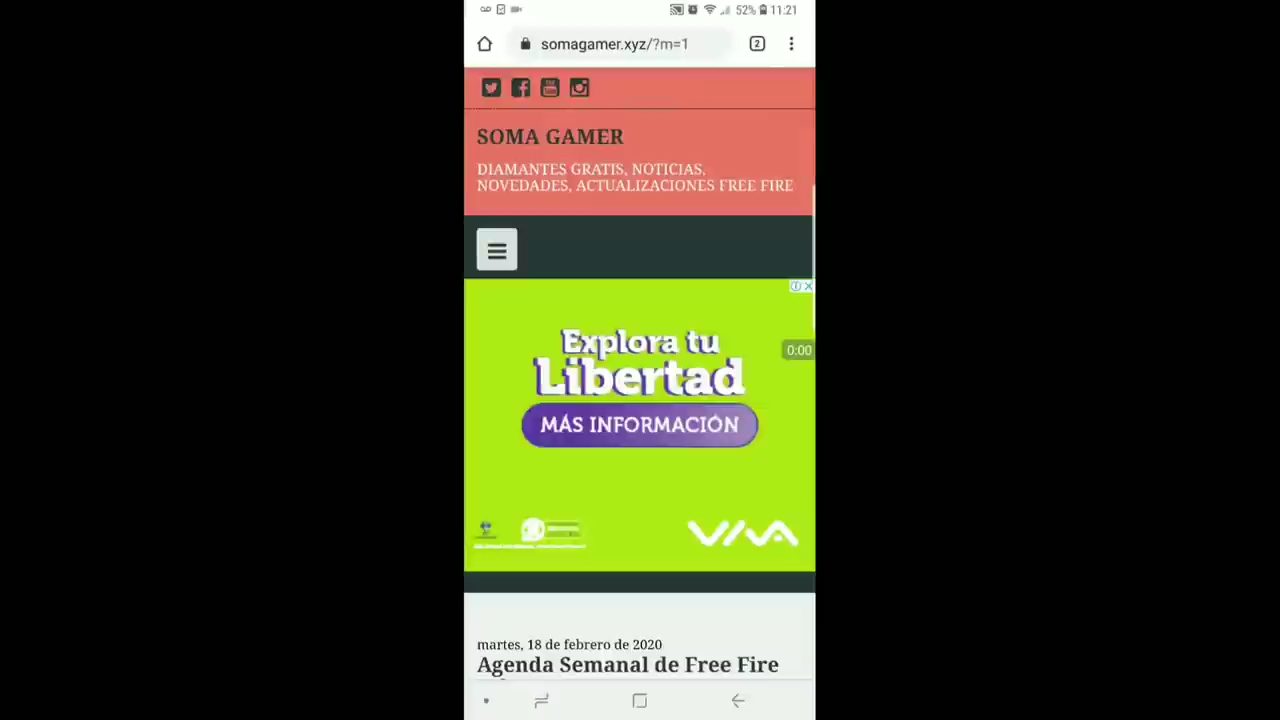 52% 11:21
somagamer.xyz/?m=1
2
SOMA GAMER
DIAMANTES GRATIS, NOTICIAS,
NOVEDADES, ACTUALIZACIONES FREE FIRE
Explora tu
Libertad
0:00
MÁS INFORMACIÓN
VIVA
martes, 18 de febrero de 2020
Agenda Semanal de Free Fire